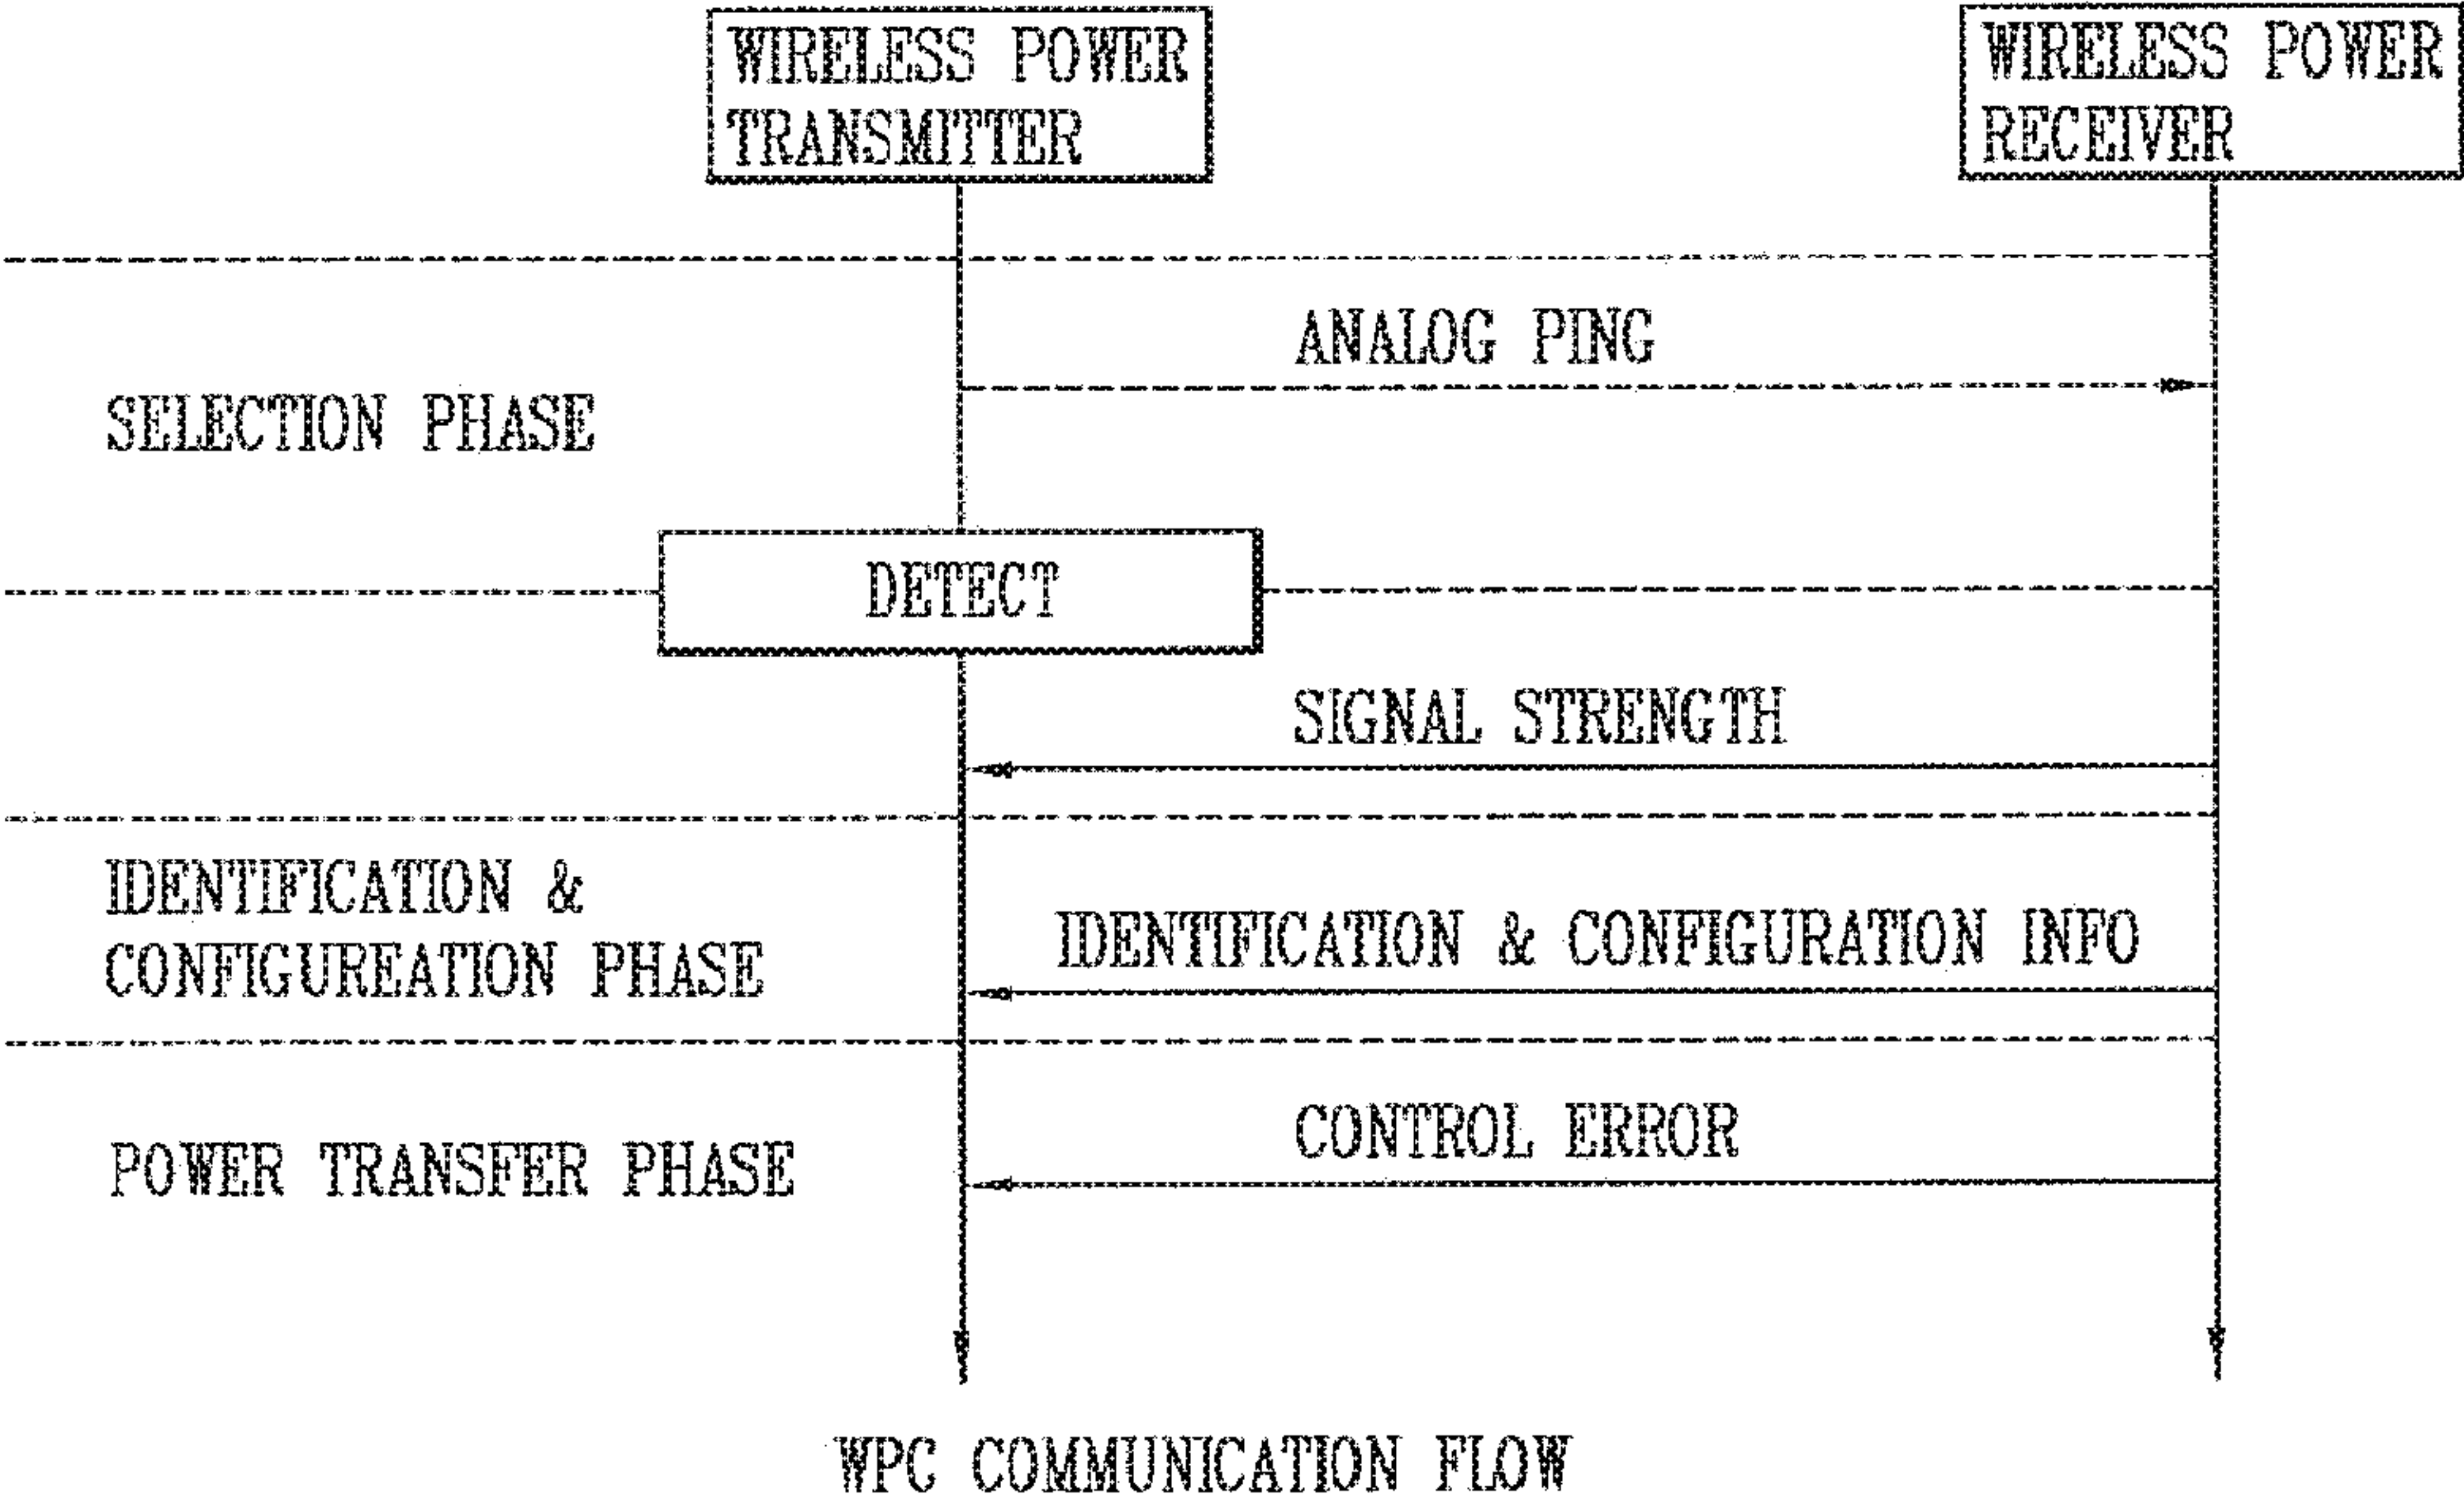 WIRELESS POWER
TRANSMITTER
WIRELESS POWER
RECEIVER
ANALOG PING
SELECTION PHASE
DETECT
SIGNAL STRENGTH
IDENTIFICATION &
CONFIGUREATION PHASE
IDENTIFICATION & CONFIGURATION INFO
CONTROL ERROR
POWER TRANSFER PHASE
WPC COMMUNICATION FLOW